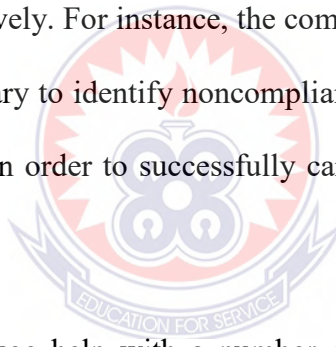 vely. For instance, the com
ary to identify noncomplian
n order to successfully ca
EDUCATION FOR SERVICE
help with a number